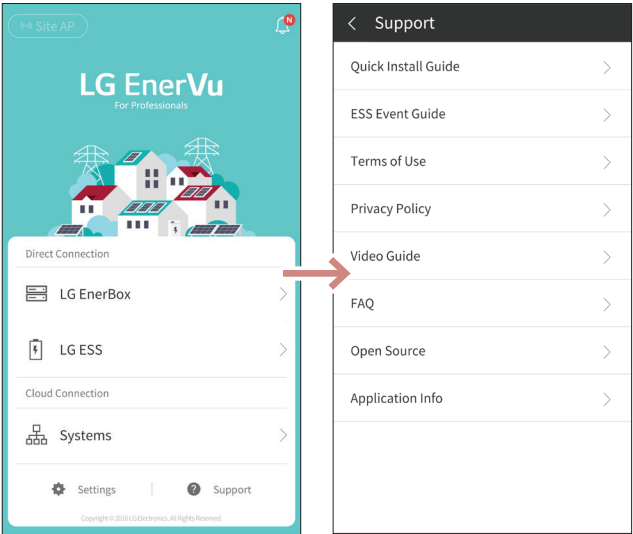 Site AP
N
LG EnerVu
For Professionals
Direct Connection
LG EnerBox
LG ESS
Cloud Connection
Systems
Settings
Support
Copyright © 2016 LG Electronics. All Rights Reserved.
Support
Quick Install Guide
ESS Event Guide
Terms of Use
Privacy Policy
Video Guide
FAQ
Open Source
Application Info